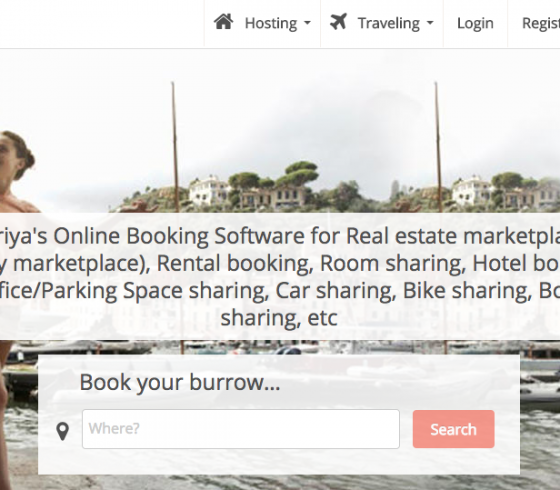 Hosting Traveling Login Regist
riya's Online Booking Software for Real estate marketpla
y marketplace), Rental booking, Room sharing, Hotel bo
fice/Parking Space sharing, Car sharing, Bike sharing, Bo
sharing, etc
Book your burrow...
Where? Search